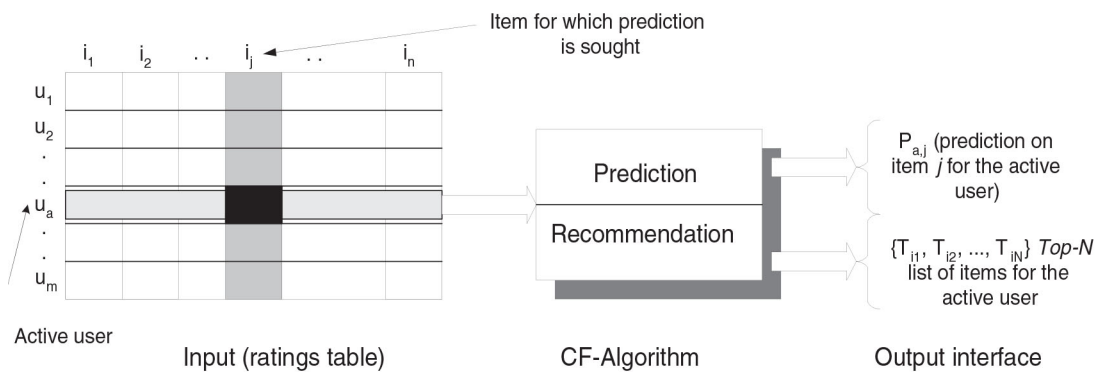 Item for which prediction
is sought
i1 i2 . . ij . . in
u1
u2
.
.
ua
.
.
um
Active user
Input (ratings table)
Prediction
Recommendation
CF-Algorithm
Pa,j (prediction on
item j for the active
user)
{Ti1, Ti2, ..., TiN} Top-N
list of items for the
active user
Output interface